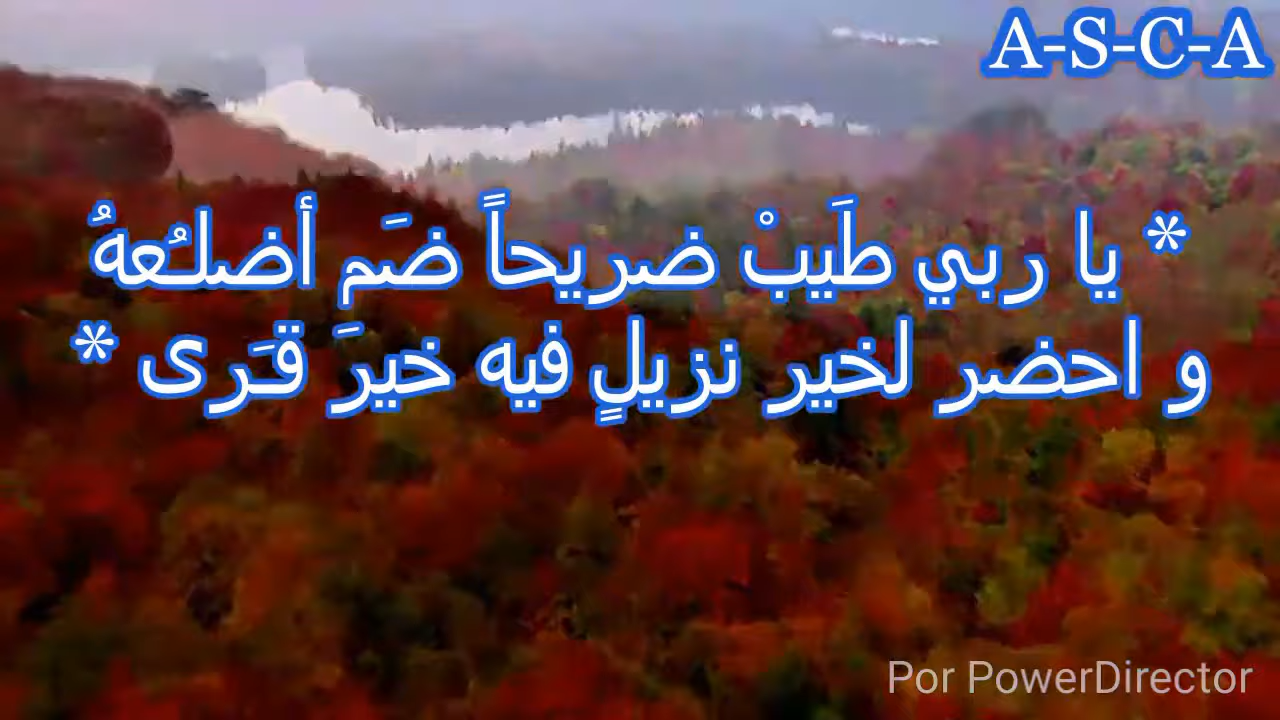 A-S-C-A
* يا ربي طَيبْ ضريحاً ضَمِ أضلـُعهُ
و احضر لخير نزيلٍ فيه خيرَ قـَرى *
Por PowerDirector